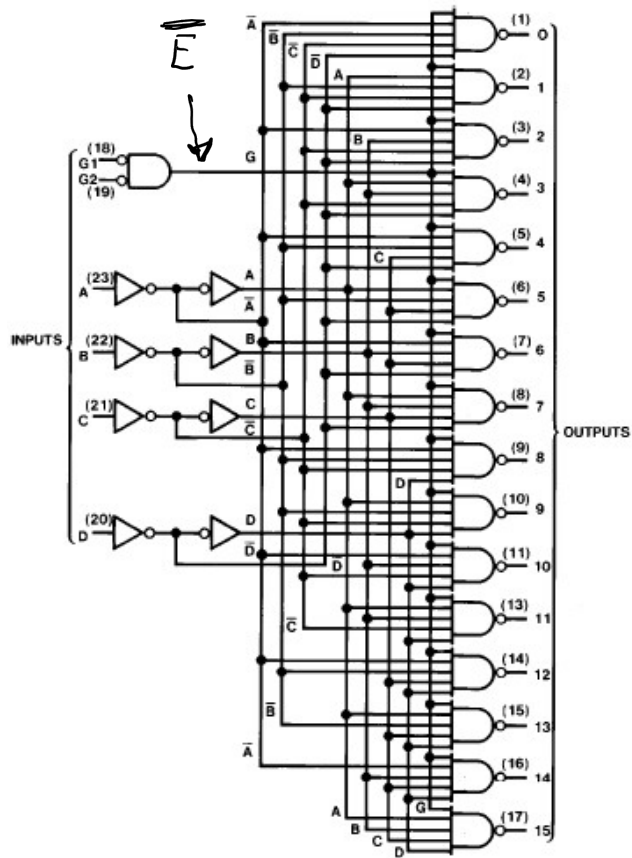 E̅
A̅
B̅
C̅
D̅
A
B
G
C
D
(18)
G1
G2
(19)
INPUTS
(23)
A
A
A̅
(22)
B
B
B̅
(21)
C
C
C̅
(20)
D
D
D̅
D̅
C̅
B̅
A̅
G
A
B
C
D
(1)
0
(2)
1
(3)
2
(4)
3
(5)
4
(6)
5
(7)
6
(8)
7
(9)
8
(10)
9
(11)
10
(13)
11
(14)
12
(15)
13
(16)
14
(17)
15
OUTPUTS